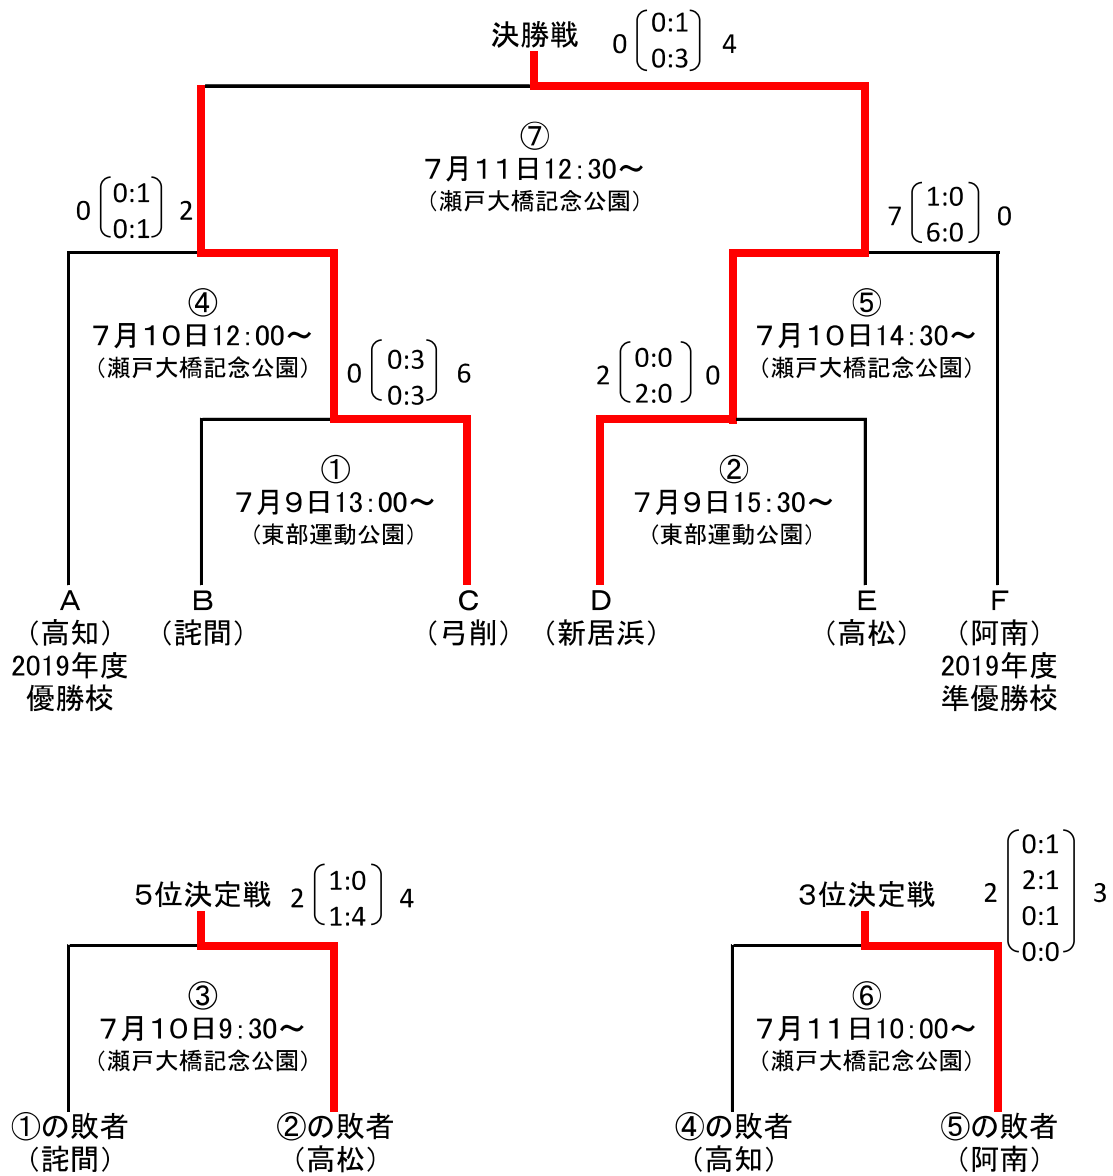 決勝戦
0 0:1 4
0:3
⑦
７月１１日12：30～
（瀬戸大橋記念公園）
0 0:1 2
0:1
7 1:0 0
6:0
④
７月１０日12：00～
（瀬戸大橋記念公園）
⑤
７月１０日14：30～
（瀬戸大橋記念公園）
0 0:3 6
0:3
2 0:0 0
2:0
①
７月９日13：00～
（東部運動公園）
②
７月９日15：30～
（東部運動公園）
A
（高知）
2019年度
優勝校
B
（詫間）
C
（弓削）
D
（新居浜）
E
（高松）
F
（阿南）
2019年度
準優勝校
５位決定戦
2 1:0 4
1:4
③
７月１０日9：30～
（瀬戸大橋記念公園）
①の敗者
（詫間）
②の敗者
（高松）
３位決定戦
0:1
2 2:1 3
0:1
0:0
⑥
７月１１日10：00～
（瀬戸大橋記念公園）
④の敗者
（高知）
⑤の敗者
（阿南）